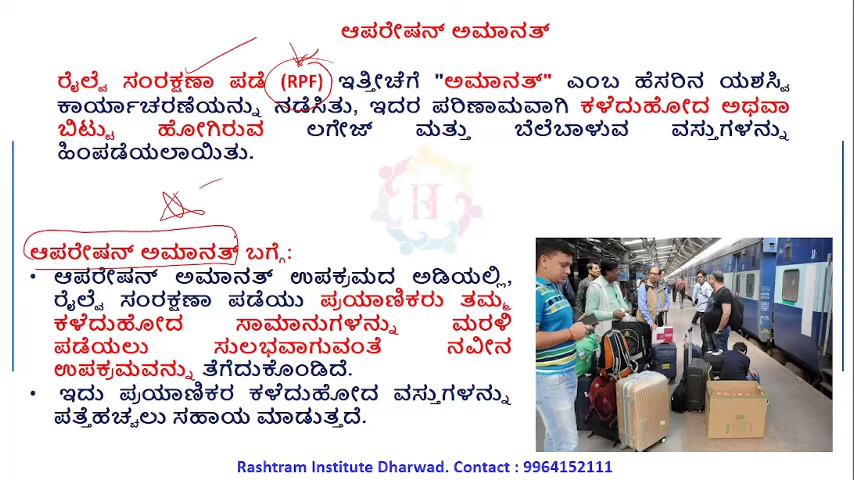 ಆಪರೇಷನ್ ಅಮಾನತ್
ರೈಲ್ವೆ ಸಂರಕ್ಷಣಾ ಪಡೆ (RPF) ಇತ್ತೀಚೆಗೆ "ಅಮಾನತ್" ಎಂಬ ಹೆಸರಿನ ಯಶಸ್ವಿ
ಕಾರ್ಯಾಚರಣೆಯನ್ನು ನಡೆಸಿತು, ಇದರ ಪರಿಣಾಮವಾಗಿ ಕಳೆದುಹೋದ ಅಥವಾ
ಬಿಟ್ಟು ಹೋಗಿರುವ ಲಗೇಜ್ ಮತ್ತು ಬೆಲೆಬಾಳುವ ವಸ್ತುಗಳನ್ನು
ಹಿಂಪಡೆಯಲಾಯಿತು.
ಆಪರೇಷನ್ ಅಮಾನತ್ ಬಗ್ಗೆ:
• ಆಪರೇಷನ್ ಅಮಾನತ್ ಉಪಕ್ರಮದ ಅಡಿಯಲ್ಲಿ,
ರೈಲ್ವೆ ಸಂರಕ್ಷಣಾ ಪಡೆಯು ಪ್ರಯಾಣಿಕರು ತಮ್ಮ
ಕಳೆದುಹೋದ ಸಾಮಾನುಗಳನ್ನು ಮರಳಿ
ಪಡೆಯಲು ಸುಲಭವಾಗುವಂತೆ ನವೀನ
ಉಪಕ್ರಮವನ್ನು ತೆಗೆದುಕೊಂಡಿದೆ.
• ಇದು ಪ್ರಯಾಣಿಕರ ಕಳೆದುಹೋದ ವಸ್ತುಗಳನ್ನು
ಪತ್ತೆಹಚ್ಚಲು ಸಹಾಯ ಮಾಡುತ್ತದೆ.
Rashtram Institute Dharwad. Contact : 9964152111